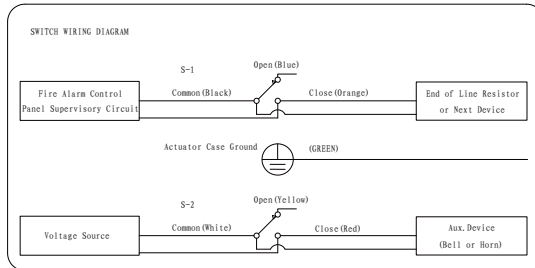 SWITCH WIRING DIAGRAM
S-1
Open(Blue)
Fire Alarm Control
Panel Supervisory Circuit
Common(Black)
Close(Orange)
End of Line Resistor
or Next Device
Actuator Case Ground
(GREEN)
S-2
Open(Yellow)
Voltage Source
Common(White)
Close(Red)
Aux.Device
(Bell or Horn)